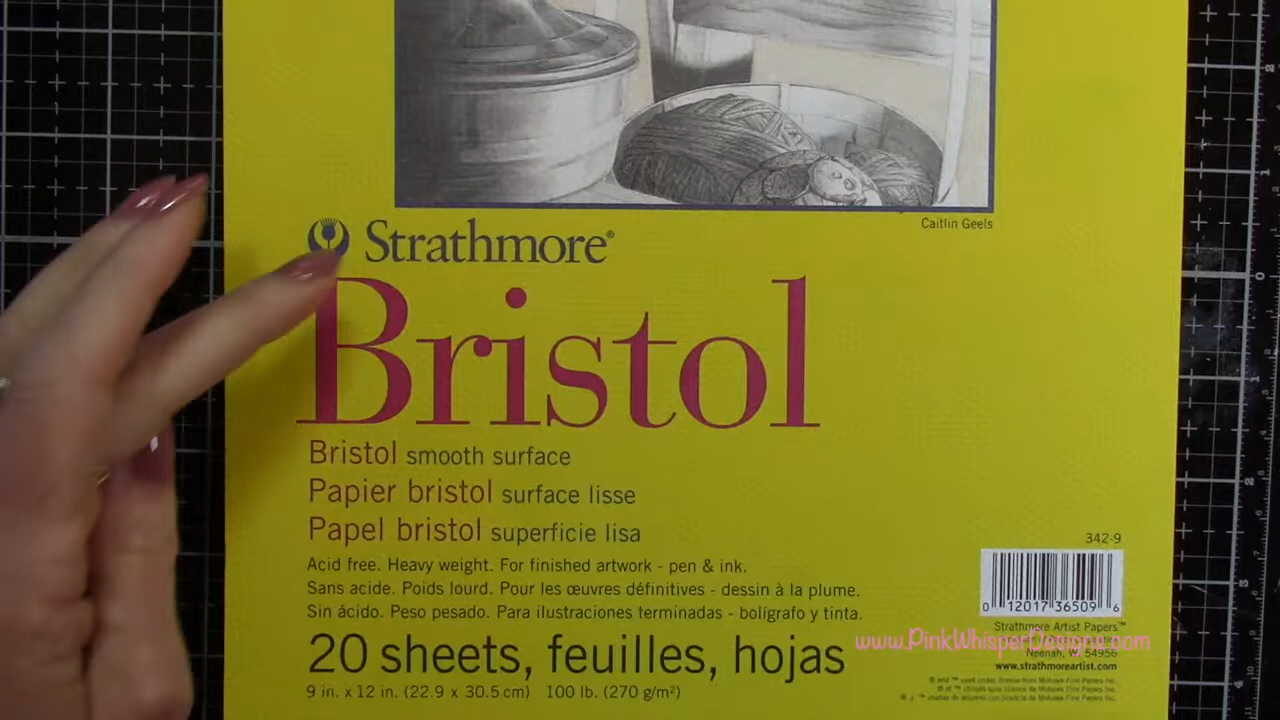 Caitlin Geels
Strathmore®
Bristol
Bristol smooth surface
Papier bristol surface lisse
Papel bristol superficie lisa
Acid free. Heavy weight. For finished artwork - pen & ink.
Sans acide. Poids lourd. Pour les œuvres définitives - dessin à la plume.
Sin ácido. Peso pesado. Para ilustraciones terminadas - bolígrafo y tinta.
20 sheets, feuilles, hojas
9 in. x 12 in. (22.9 x 30.5 cm) 100 lb. (270 g/m²)
342-9
0 12017 36509 6
Strathmore Artist Papers™
www.PinkWhisperDesigns.com
Neenah, WI 54956
www.strathmoreartist.com